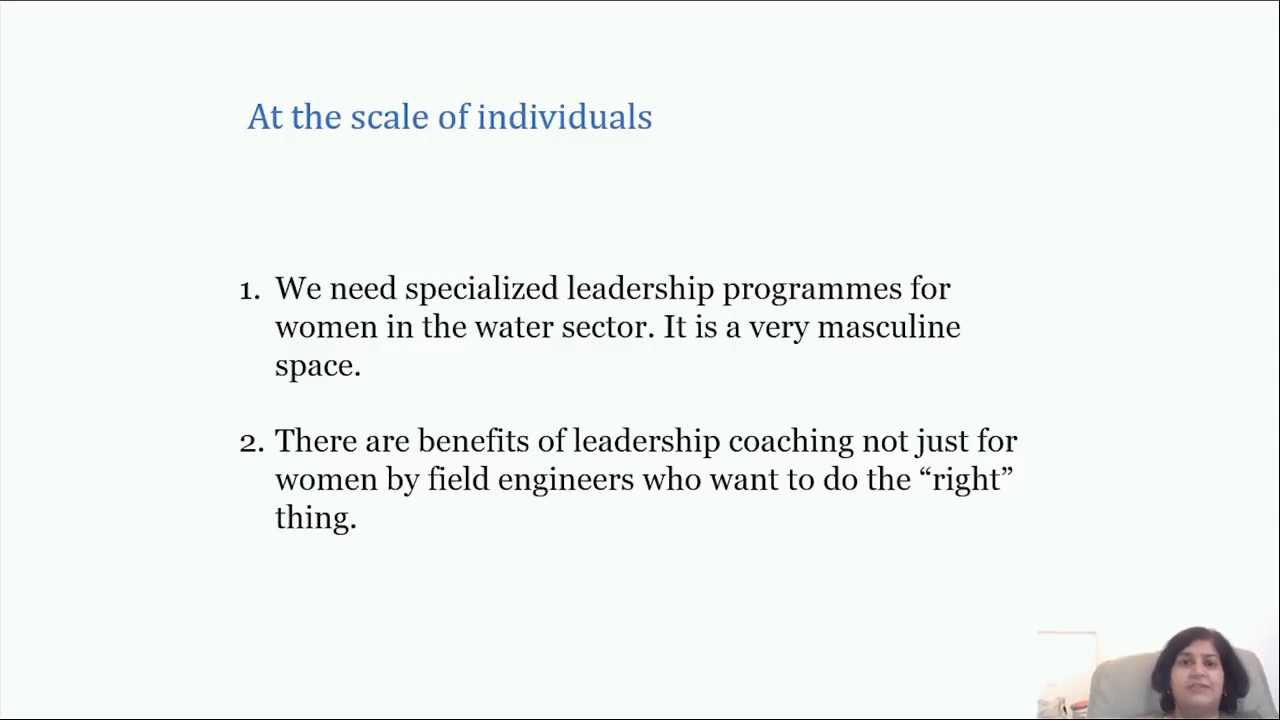 At the scale of individuals
1. We need specialized leadership programmes for
women in the water sector. It is a very masculine
space.
2. There are benefits of leadership coaching not just for
women by field engineers who want to do the “right”
thing.